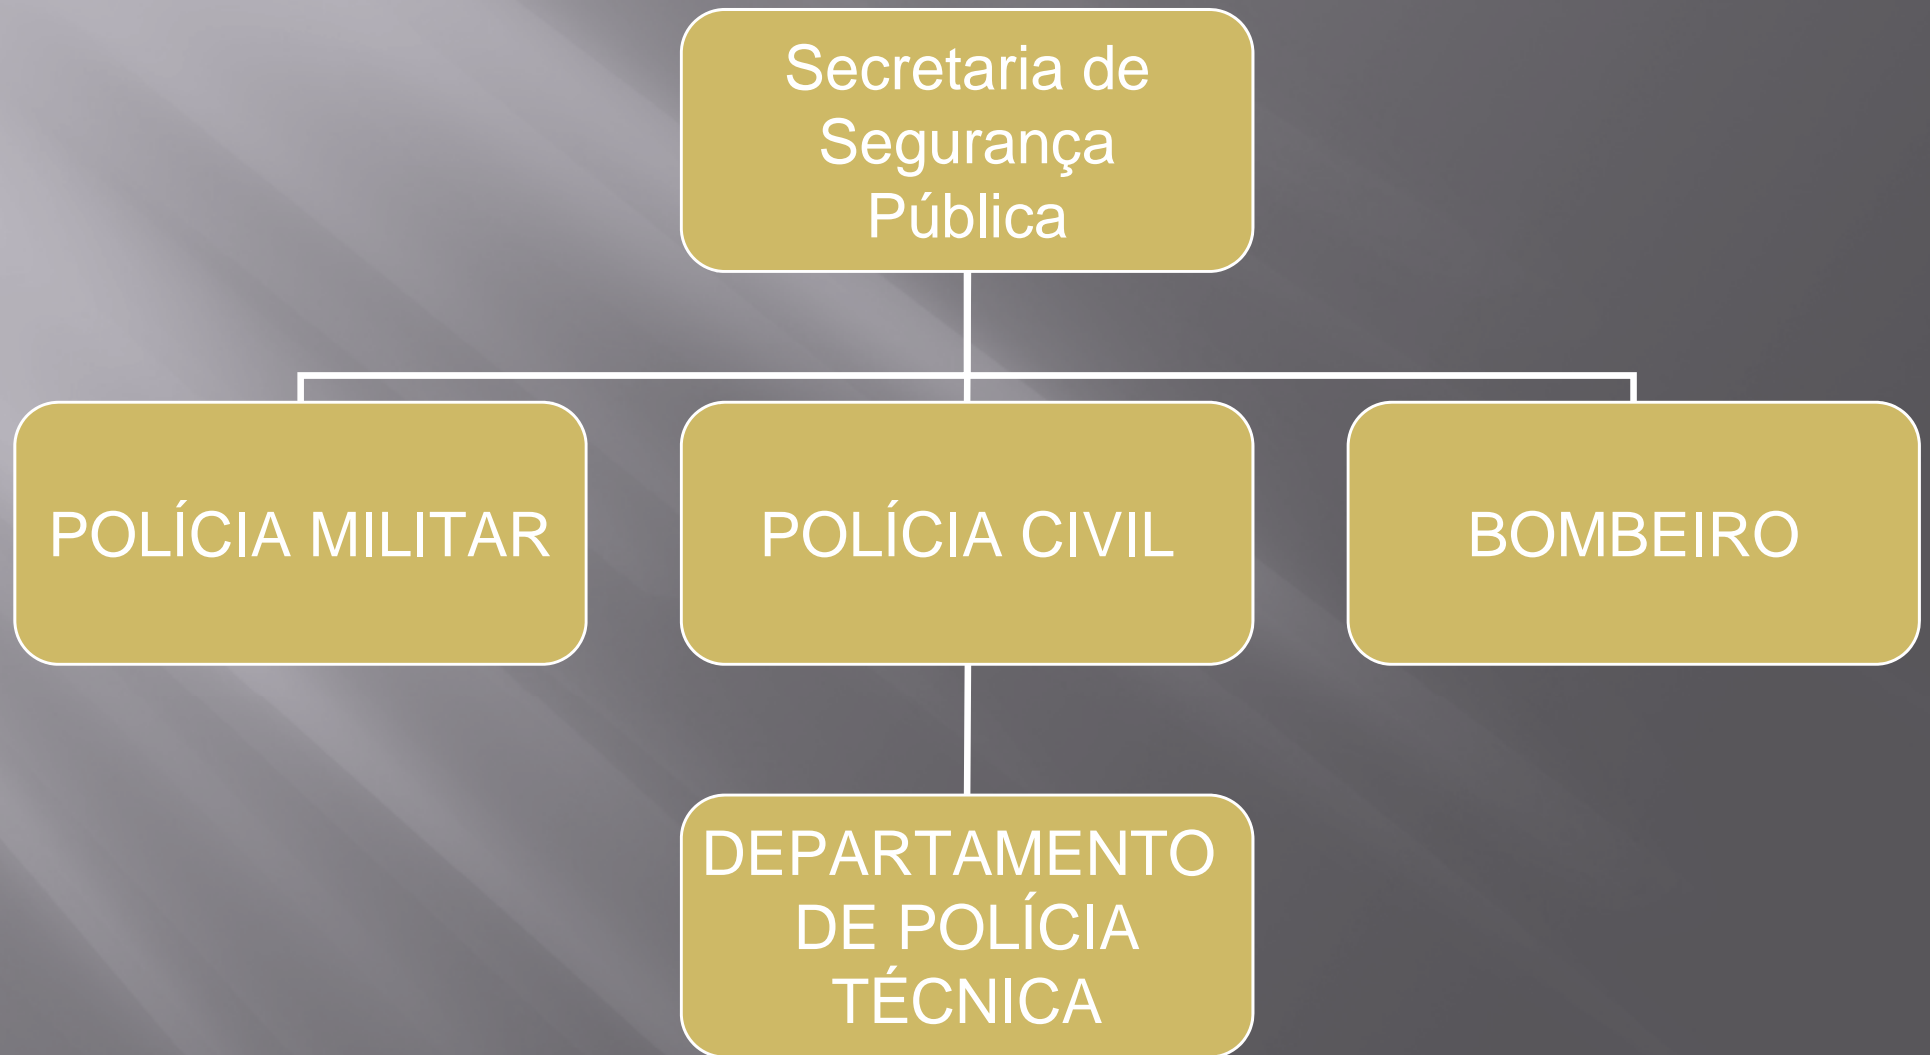 Secretaria de
Segurança
Pública
POLÍCIA MILITAR
POLÍCIA CIVIL
BOMBEIRO
DEPARTAMENTO
DE POLÍCIA
TÉCNICA